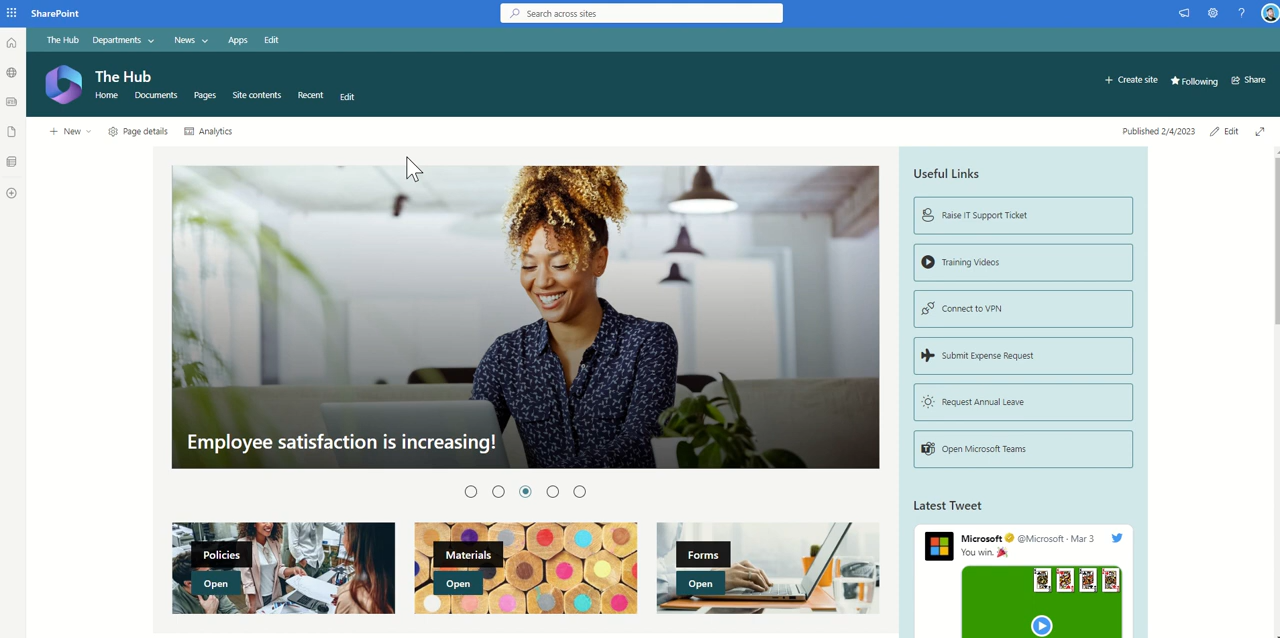 SharePoint
Search across sites
?
The Hub Departments News Apps Edit
The Hub
Home Documents Pages Site contents Recent Edit
+ Create site Following Share
+ New Page details Analytics
Published 2/4/2023 Edit
Employee satisfaction is increasing!
Policies
Open
Materials
Open
Forms
Open
Useful Links
Raise IT Support Ticket
Training Videos
Connect to VPN
Submit Expense Request
Request Annual Leave
Open Microsoft Teams
Latest Tweet
Microsoft @Microsoft · Mar 3
You win.